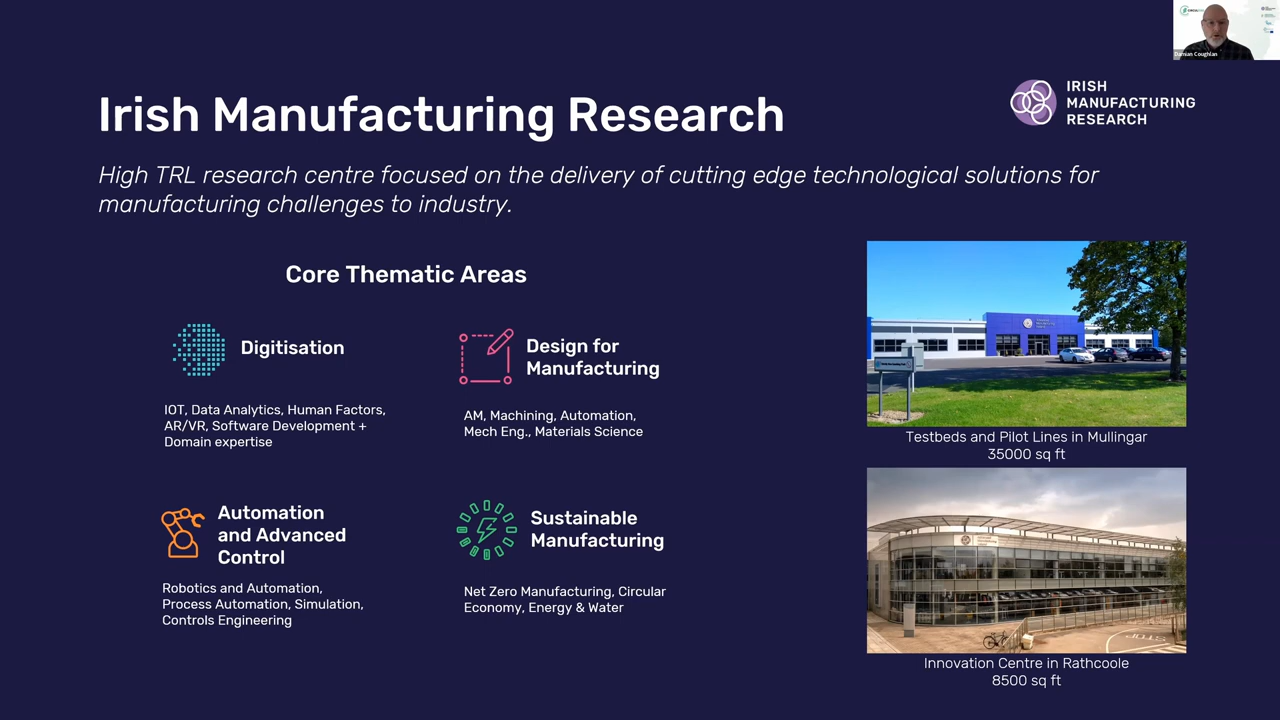 Damian Coughlan
Irish Manufacturing Research
IRISH
MANUFACTURING
RESEARCH
High TRL research centre focused on the delivery of cutting edge technological solutions for
manufacturing challenges to industry.
Core Thematic Areas
Digitisation
IOT, Data Analytics, Human Factors,
AR/VR, Software Development +
Domain expertise
Design for
Manufacturing
AM, Machining, Automation,
Mech Eng., Materials Science
Automation
and Advanced
Control
Robotics and Automation,
Process Automation, Simulation,
Controls Engineering
Sustainable
Manufacturing
Net Zero Manufacturing, Circular
Economy, Energy & Water
Testbeds and Pilot Lines in Mullingar
35000 sq ft
STOP
Innovation Centre in Rathcoole
8500 sq ft